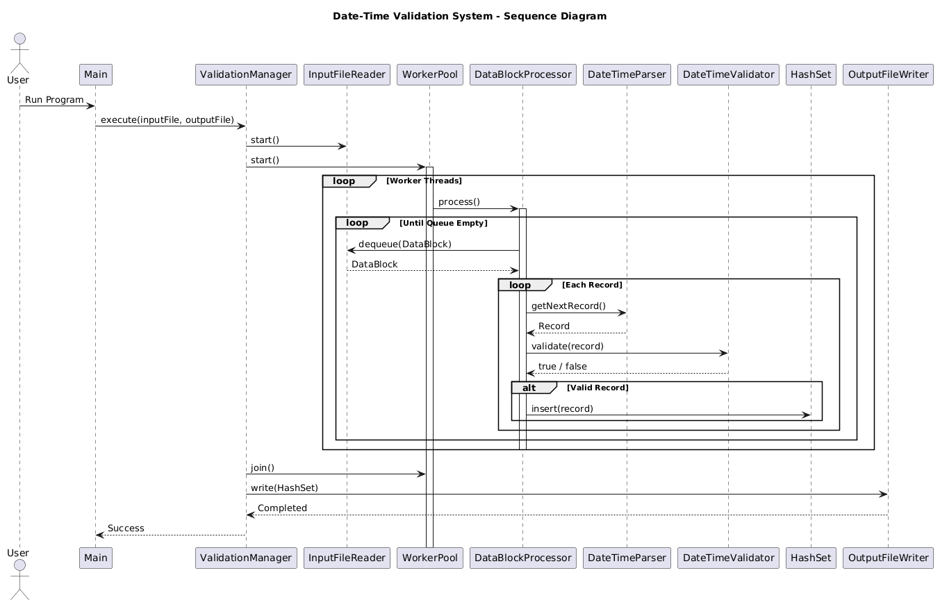 Date-Time Validation System - Sequence Diagram
User
Main
ValidationManager
InputFileReader
WorkerPool
DataBlockProcessor
DateTimeParser
DateTimeValidator
HashSet
OutputFileWriter
Run Program
execute(inputFile, outputFile)
start()
start()
loop [Worker Threads]
process()
loop [Until Queue Empty]
dequeue(DataBlock)
DataBlock
loop [Each Record]
getNextRecord()
Record
validate(record)
true / false
alt [Valid Record]
insert(record)
join()
write(HashSet)
Completed
Success
User
Main
ValidationManager
InputFileReader
WorkerPool
DataBlockProcessor
DateTimeParser
DateTimeValidator
HashSet
OutputFileWriter